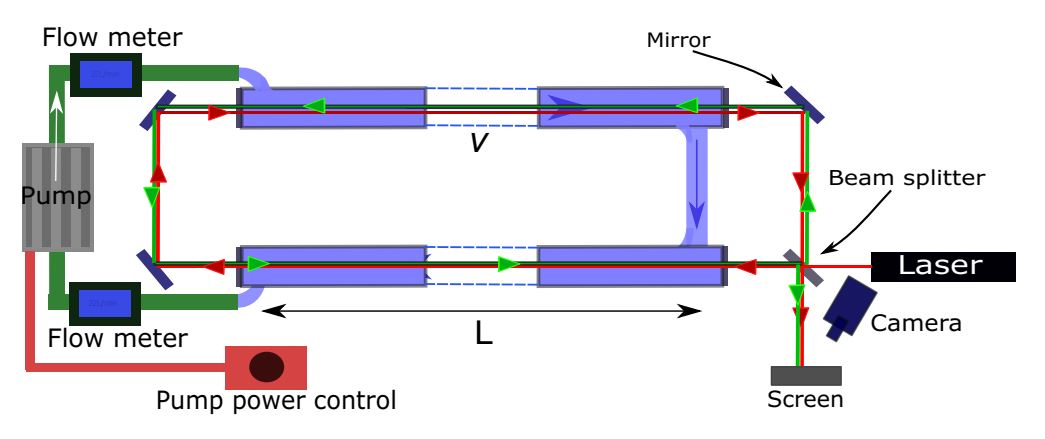 Flow meter
Mirror
v
Pump
Beam splitter
Laser
Camera
L
Flow meter
Pump power control
Screen